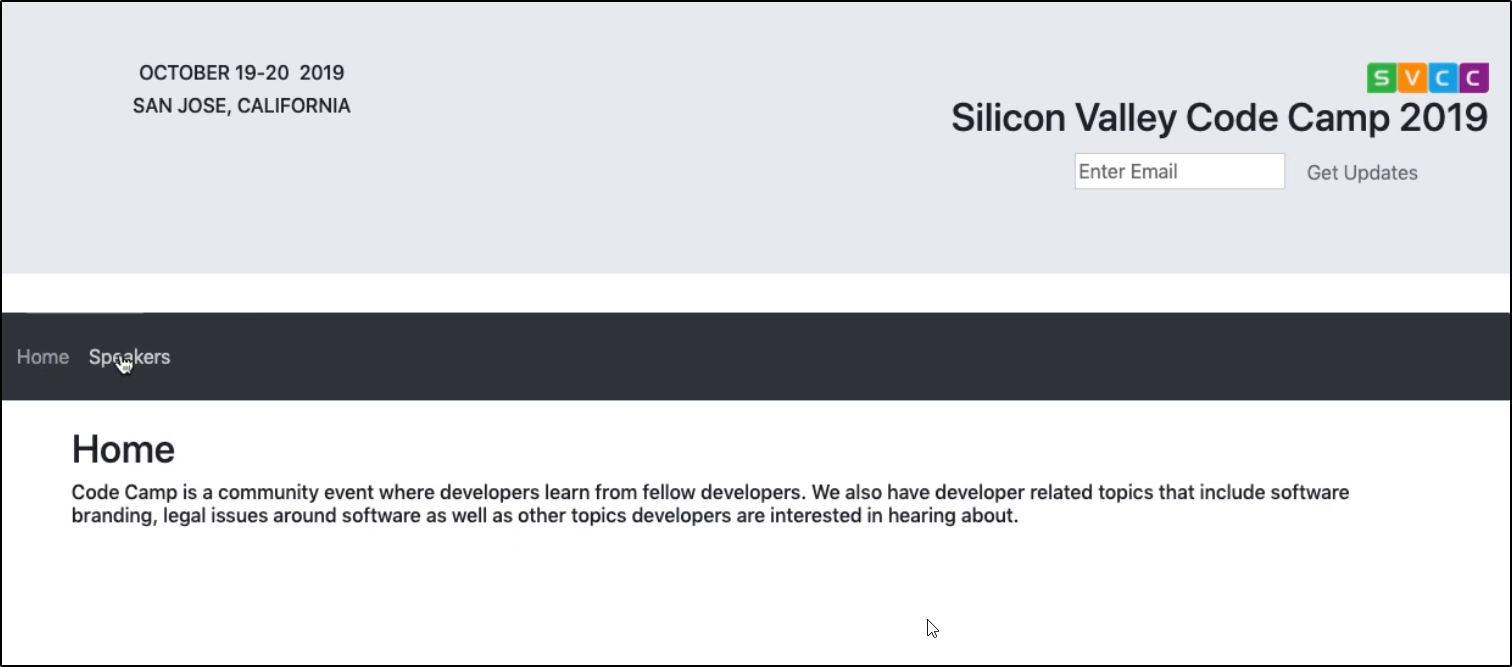 OCTOBER 19-20 2019
SAN JOSE, CALIFORNIA
SVCC
Silicon Valley Code Camp 2019
Enter Email
Get Updates
Home Speakers
Home
Code Camp is a community event where developers learn from fellow developers. We also have developer related topics that include software
branding, legal issues around software as well as other topics developers are interested in hearing about.